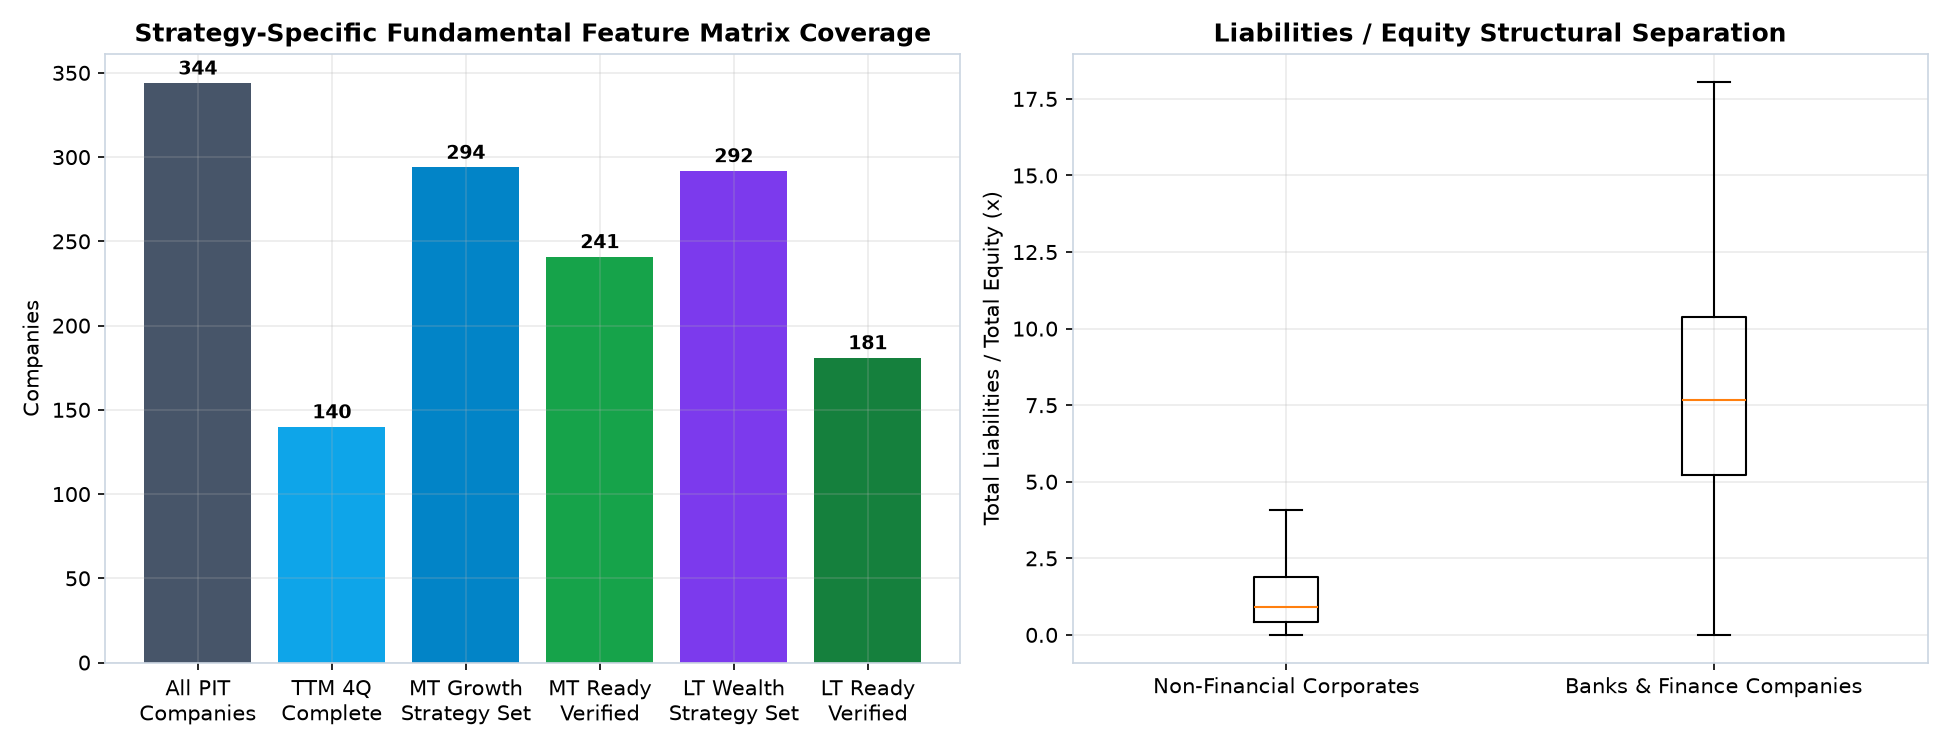 Strategy-Specific Fundamental Feature Matrix Coverage
Companies
350
300
250
200
150
100
50
0
344
140
294
241
292
181
All PIT
Companies
TTM 4Q
Complete
MT Growth
Strategy Set
MT Ready
Verified
LT Wealth
Strategy Set
LT Ready
Verified
Liabilities / Equity Structural Separation
Total Liabilities / Total Equity (x)
17.5
15.0
12.5
10.0
7.5
5.0
2.5
0.0
Non-Financial Corporates
Banks & Finance Companies